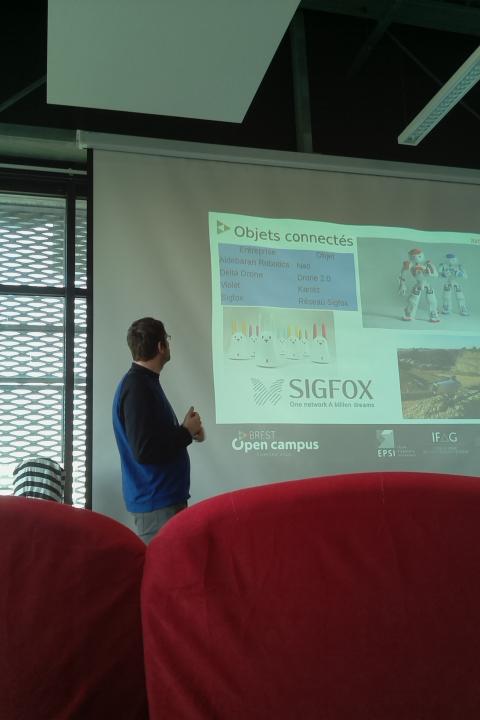 Objets connectés
Entreprise Objet
Aldebaran Robotics Nao
Delta Drone Drone 2.0
Violet Karotz
Sigfox Réseau Sigfox
SIGFOX
One network A billion dreams
BREST
Open campus
EPSI
IFAG